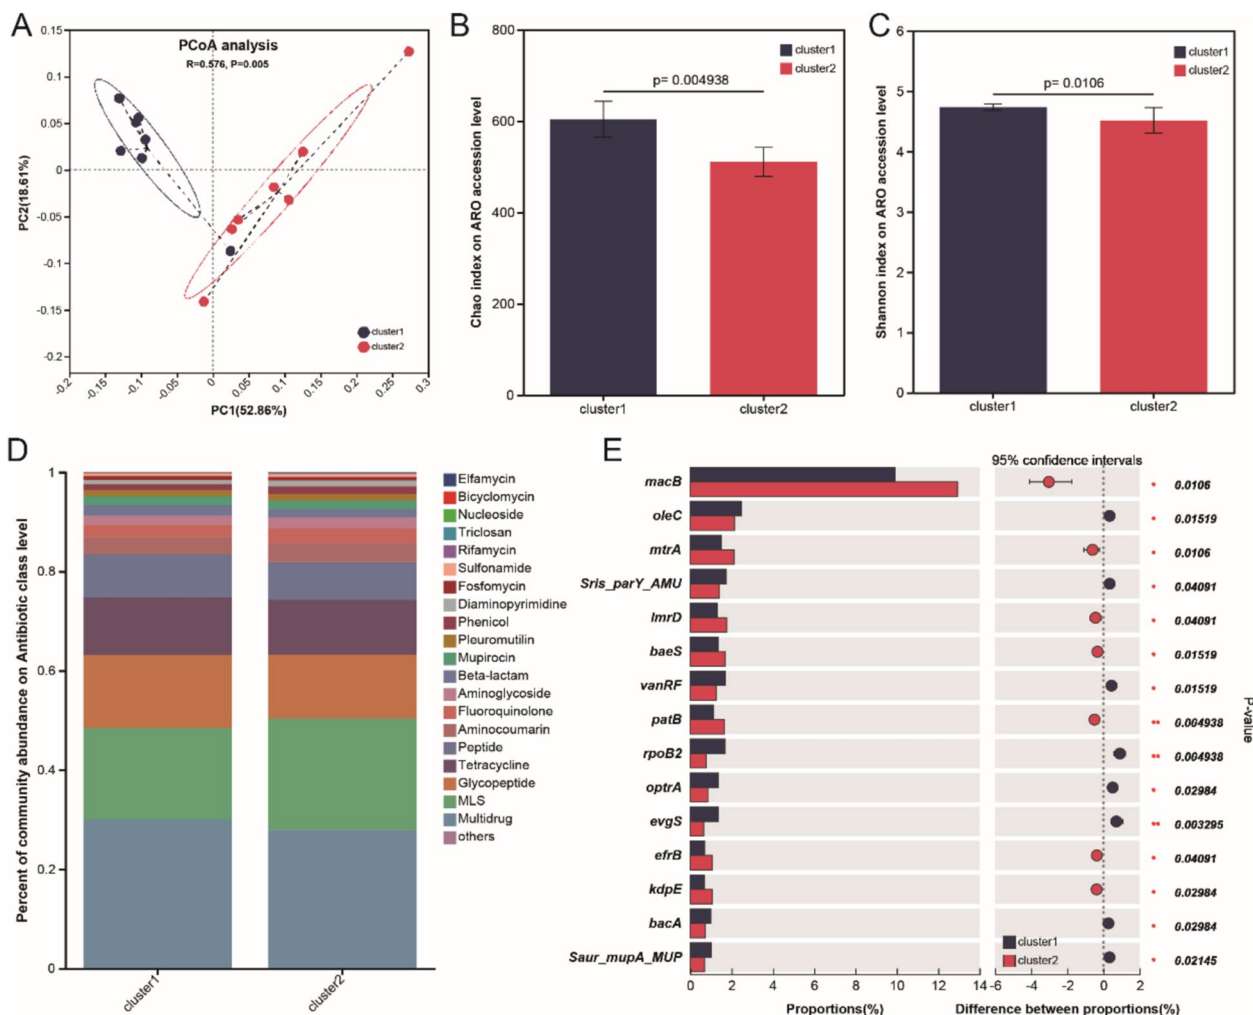 A
PCoA analysis
R=0.576, P=0.005
PC2(18.61%)
0.15
0.1
0.05
0
-0.05
-0.1
-0.15
-0.2
-0.2
-0.15
-0.1
-0.05
0
0.05
0.1
0.15
0.2
0.25
0.3
PC1(52.86%)
cluster1
cluster2
B
Chao index on ARO accession level
800
600
400
200
0
p= 0.004938
cluster1
cluster2
cluster1
cluster2
C
Shannon index on ARO accession level
6
5
4
3
2
1
0
p= 0.0106
cluster1
cluster2
cluster1
cluster2
D
Percent of community abundance on Antibiotic class level
1
0.8
0.6
0.4
0.2
0
cluster1
cluster2
Elfamycin
Bicyclomycin
Nucleoside
Triclosan
Rifamycin
Sulfonamide
Fosfomycin
Diaminopyrimidine
Phenicol
Pleuromutilin
Mupirocin
Beta-lactam
Aminoglycoside
Fluoroquinolone
Aminocoumarin
Peptide
Tetracycline
Glycopeptide
MLS
Multidrug
others
E
95% confidence intervals
macB * 0.0106
oleC * 0.01519
mtrA * 0.0106
Sris_parY_AMU * 0.04091
lmrD * 0.04091
baeS * 0.01519
vanRF * 0.01519
patB ** 0.004938
rpoB2 ** 0.004938
optrA * 0.02984
evgS ** 0.003295
efrB * 0.04091
kdpE * 0.02984
bacA * 0.02984
Saur_mupA_MUP * 0.02145
P-value
cluster1
cluster2
0 2 4 6 8 10 12 14
-6 -4 -2 0 2
Proportions(%)
Difference between proportions(%)